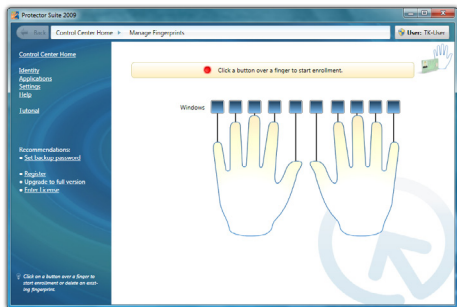 Protector Suite 2009
Back
Control Center Home ▸ Manage Fingerprints
User: TK-User
Control Center Home
Identity
Applications
Settings
Help
Tutorial
Recommendations:
• Set backup password
• Register
• Upgrade to full version
• Enter License
Click on a button over a finger to
start enrollment or delete an exist-
ing fingerprint.
Click a button over a finger to start enrollment.
Windows